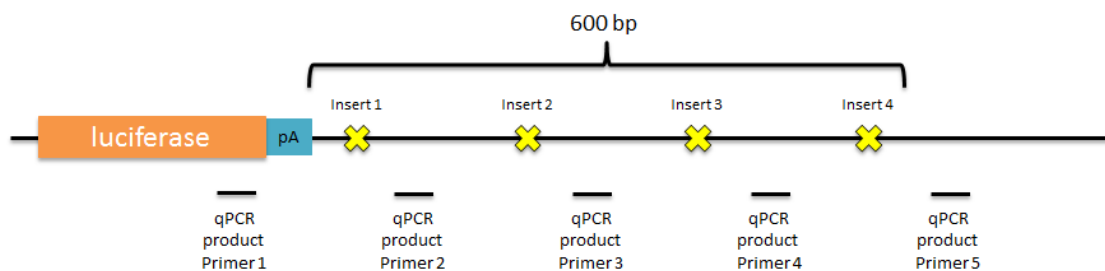 600 bp
Insert 1
Insert 2
Insert 3
Insert 4
luciferase
pA
qPCR
product
Primer 1
qPCR
product
Primer 2
qPCR
product
Primer 3
qPCR
product
Primer 4
qPCR
product
Primer 5